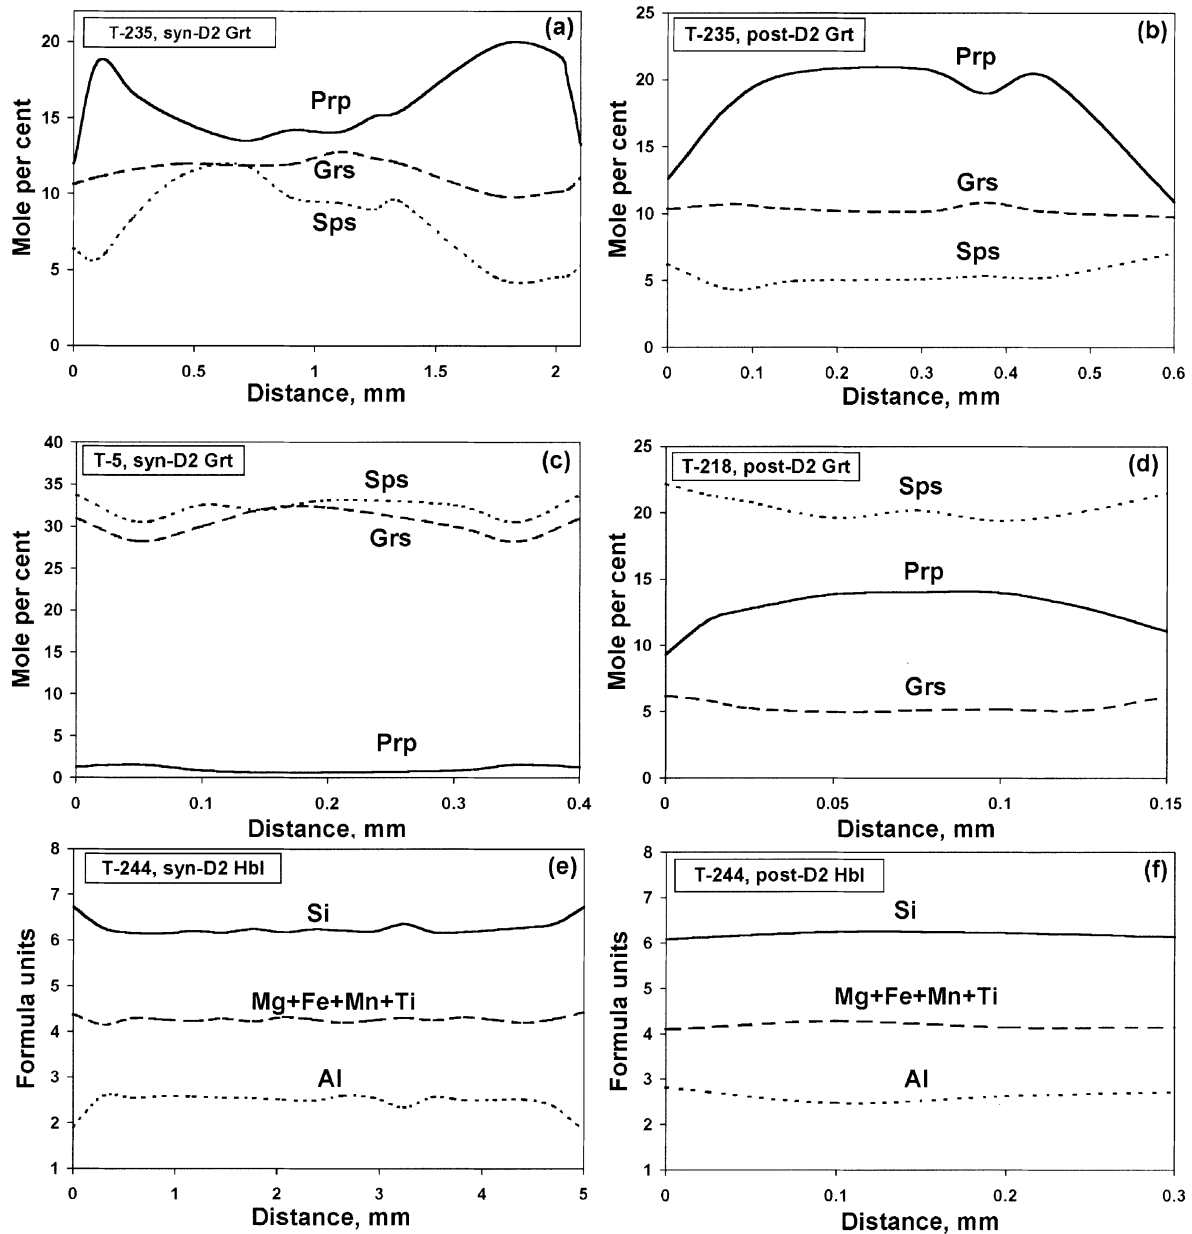 T-235, syn-D2 Grt
(a)
20
15
10
5
0
Mole per cent
Prp
Grs
Sps
0 0.5 1 1.5 2
Distance, mm
T-235, post-D2 Grt
(b)
25
20
15
10
5
0
Mole per cent
Prp
Grs
Sps
0 0.1 0.2 0.3 0.4 0.5 0.6
Distance, mm
T-5, syn-D2 Grt
(c)
40
35
30
25
20
15
10
5
0
Mole per cent
Sps
Grs
Prp
0 0.1 0.2 0.3 0.4
Distance, mm
T-218, post-D2 Grt
(d)
25
20
15
10
5
0
Mole per cent
Sps
Prp
Grs
0 0.05 0.1 0.15
Distance, mm
T-244, syn-D2 Hbl
(e)
8
7
6
5
4
3
2
1
Formula units
Si
Mg+Fe+Mn+Ti
Al
0 1 2 3 4 5
Distance, mm
T-244, post-D2 Hbl
(f)
8
7
6
5
4
3
2
1
Formula units
Si
Mg+Fe+Mn+Ti
Al
0 0.1 0.2 0.3
Distance, mm